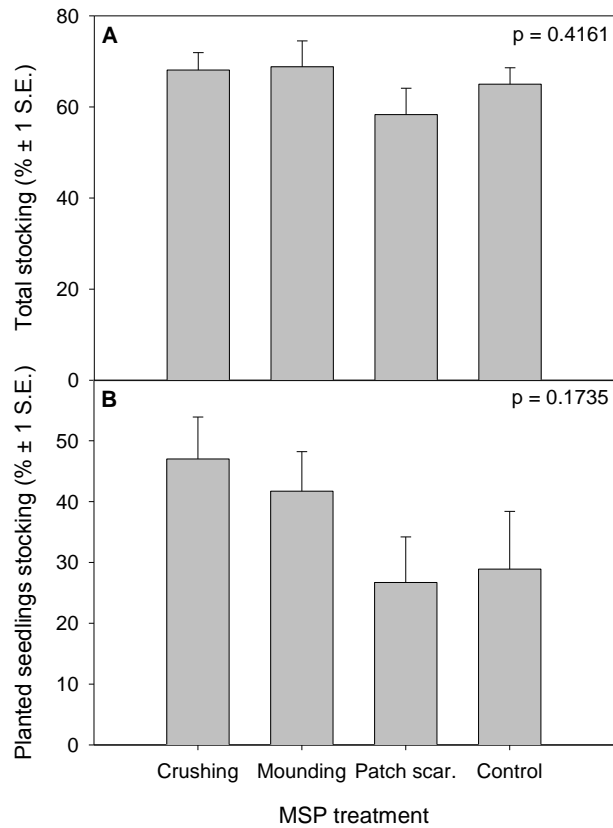 A
p = 0.4161
Total stocking (% ± 1 S.E.)
80
60
40
20
0
B
p = 0.1735
Planted seedlings stocking (% ± 1 S.E.)
50
40
30
20
10
0
Crushing Mounding Patch scar. Control
MSP treatment